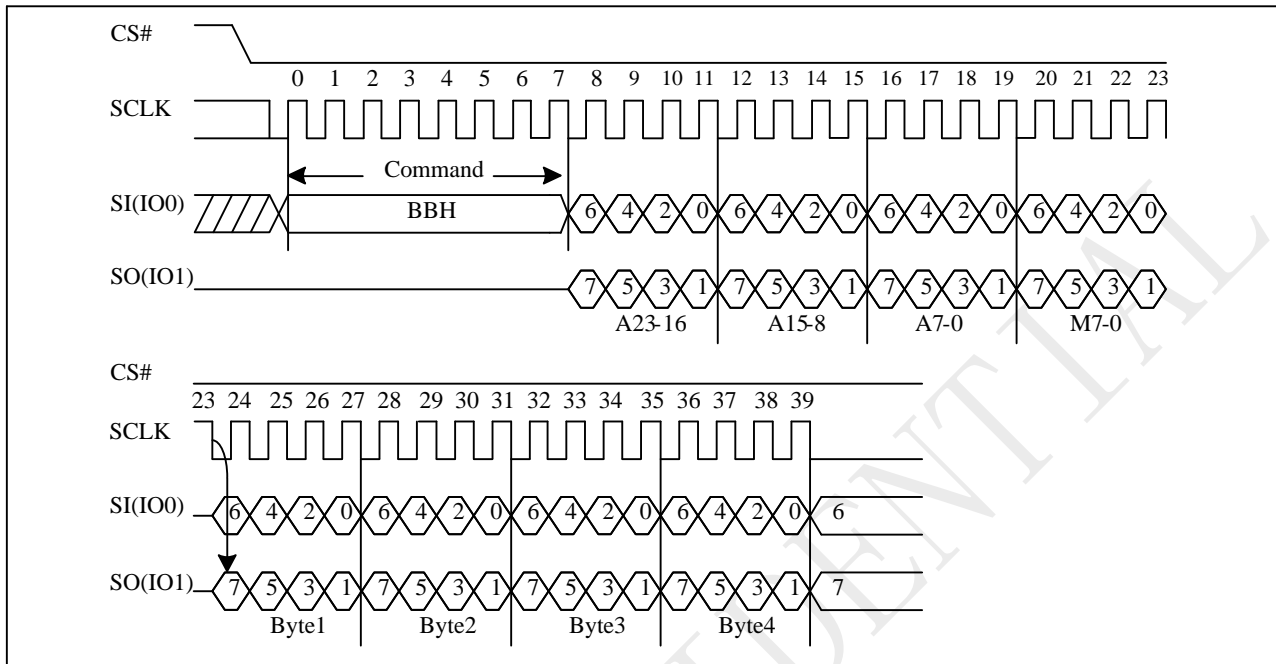 CS#
0 1 2 3 4 5 6 7 8 9 10 11 12 13 14 15 16 17 18 19 20 21 22 23
SCLK
Command
SI(IO0) BBH 6 4 2 0 6 4 2 0 6 4 2 0 6 4 2 0
SO(IO1) 7 5 3 1 7 5 3 1 7 5 3 1 7 5 3 1
A23-16 A15-8 A7-0 M7-0
CS#
23 24 25 26 27 28 29 30 31 32 33 34 35 36 37 38 39
SCLK
SI(IO0) 6 4 2 0 6 4 2 0 6 4 2 0 6 4 2 0 6
SO(IO1) 7 5 3 1 7 5 3 1 7 5 3 1 7 5 3 1 7
Byte1 Byte2 Byte3 Byte4